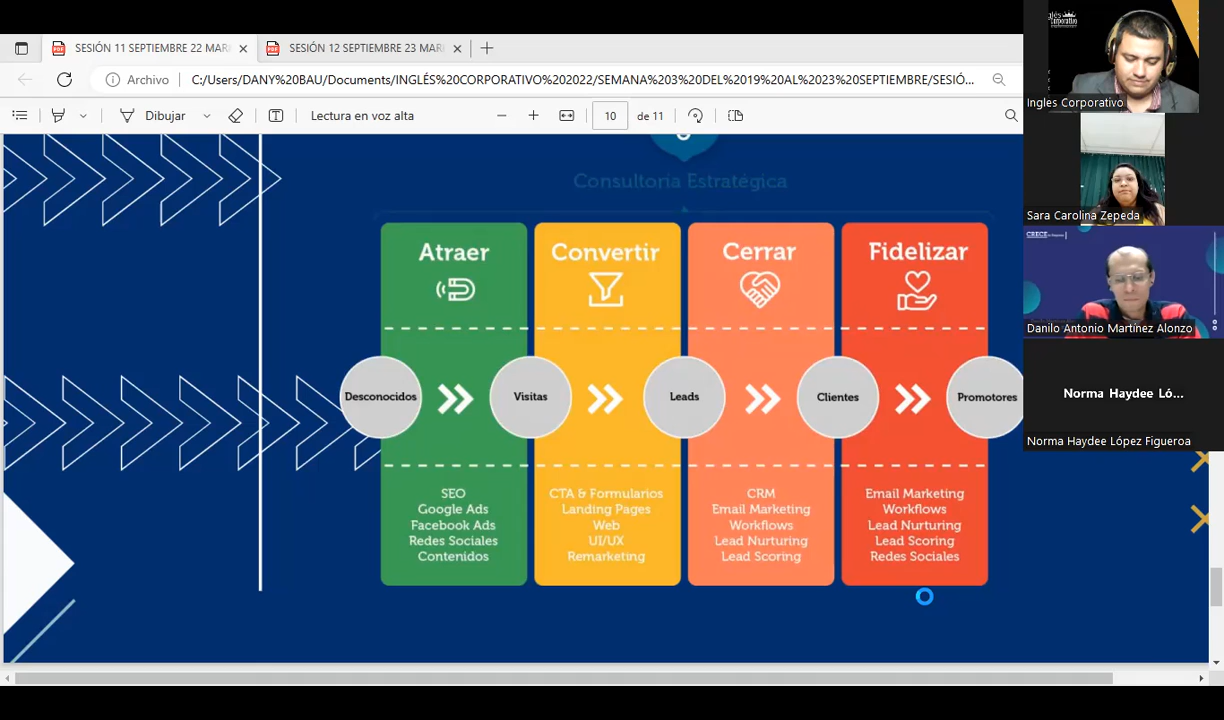 SESIÓN 11 SEPTIEMBRE 22 MAR
SESIÓN 12 SEPTIEMBRE 23 MAR
Archivo
C:/Users/DANY%20BAU/Documents/INGLÉS%20CORPORATIVO%202022/SEMANA%203%20DEL%2019%20AL%2023%20SEPTIEMBRE/SESIÓ...
Dibujar
Lectura en voz alta
10
de 11
Consultoría Estratégica
Atraer
Convertir
Cerrar
Fidelizar
Desconocidos
Visitas
Leads
Clientes
Promotores
SEO
Google Ads
Facebook Ads
Redes Sociales
Contenidos
CTA & Formularios
Landing Pages
Web
UI/UX
Remarketing
CRM
Email Marketing
Workflows
Lead Nurturing
Lead Scoring
Email Marketing
Workflows
Lead Nurturing
Lead Scoring
Redes Sociales
Ingles Corporativo
Sara Carolina Zepeda
CRECE
Danilo Antonio Martínez Alonzo
Norma Haydee Ló...
Norma Haydee López Figueroa